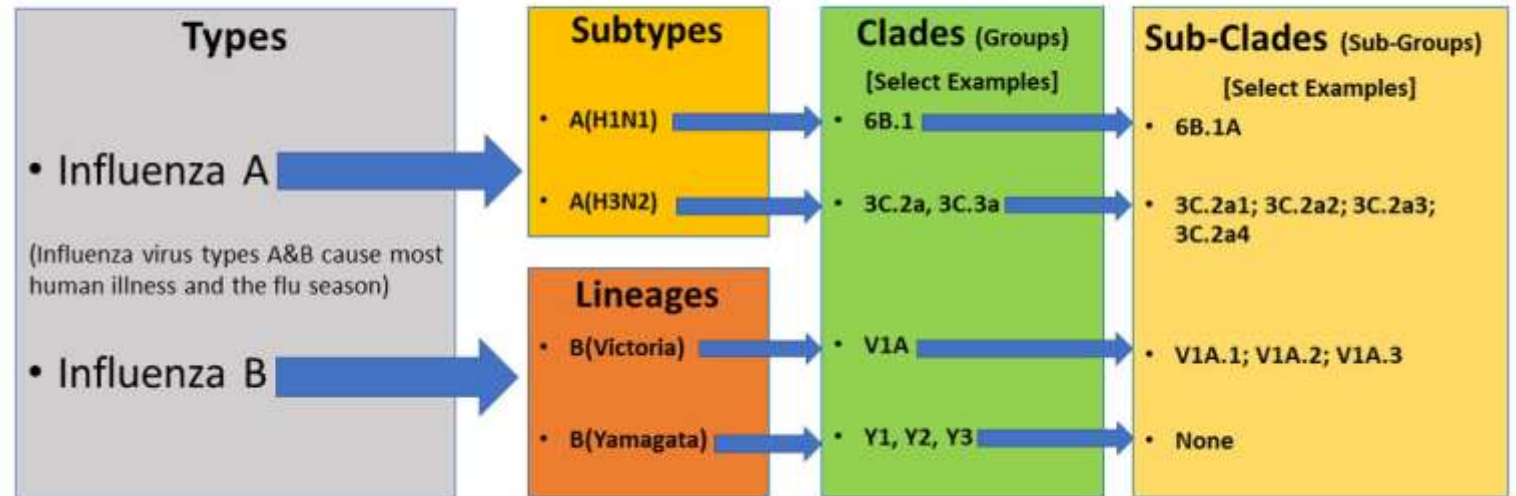 Types
• Influenza A
(Influenza virus types A&B cause most
human illness and the flu season)
• Influenza B
Subtypes
• A(H1N1)
• A(H3N2)
Lineages
• B(Victoria)
• B(Yamagata)
Clades (Groups)
[Select Examples]
• 6B.1
• 3C.2a, 3C.3a
• V1A
• Y1, Y2, Y3
Sub-Clades (Sub-Groups)
[Select Examples]
• 6B.1A
• 3C.2a1; 3C.2a2; 3C.2a3;
3C.2a4
• V1A.1; V1A.2; V1A.3
• None